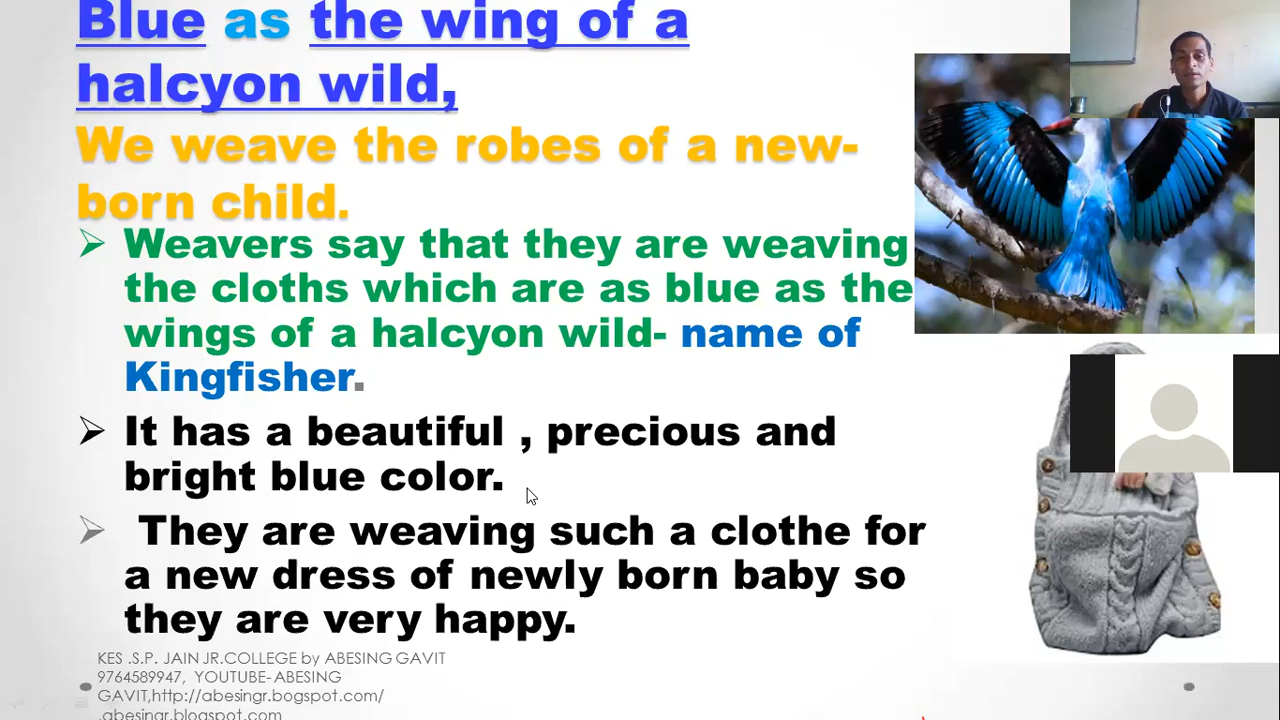 Blue as the wing of a
halcyon wild,
We weave the robes of a new-
born child.
Weavers say that they are weaving
the cloths which are as blue as the
wings of a halcyon wild- name of
Kingfisher.
It has a beautiful , precious and
bright blue color.
They are weaving such a clothe for
a new dress of newly born baby so
they are very happy.
KES .S.P. JAIN JR.COLLEGE by ABESING GAVIT
9764589947, YOUTUBE- ABESING
GAVIT,http://abesingr.bogspot.com/
.abesingr.blogspot.com